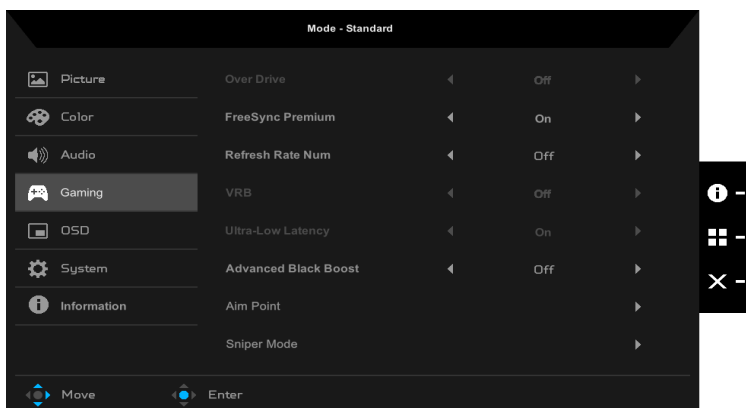 Mode - Standard
Picture
Over Drive Off
Color
FreeSync Premium On
Audio
Refresh Rate Num Off
Gaming
VRB Off
OSD
Ultra-Low Latency On
System
Advanced Black Boost Off
Information
Aim Point
Sniper Mode
Move Enter